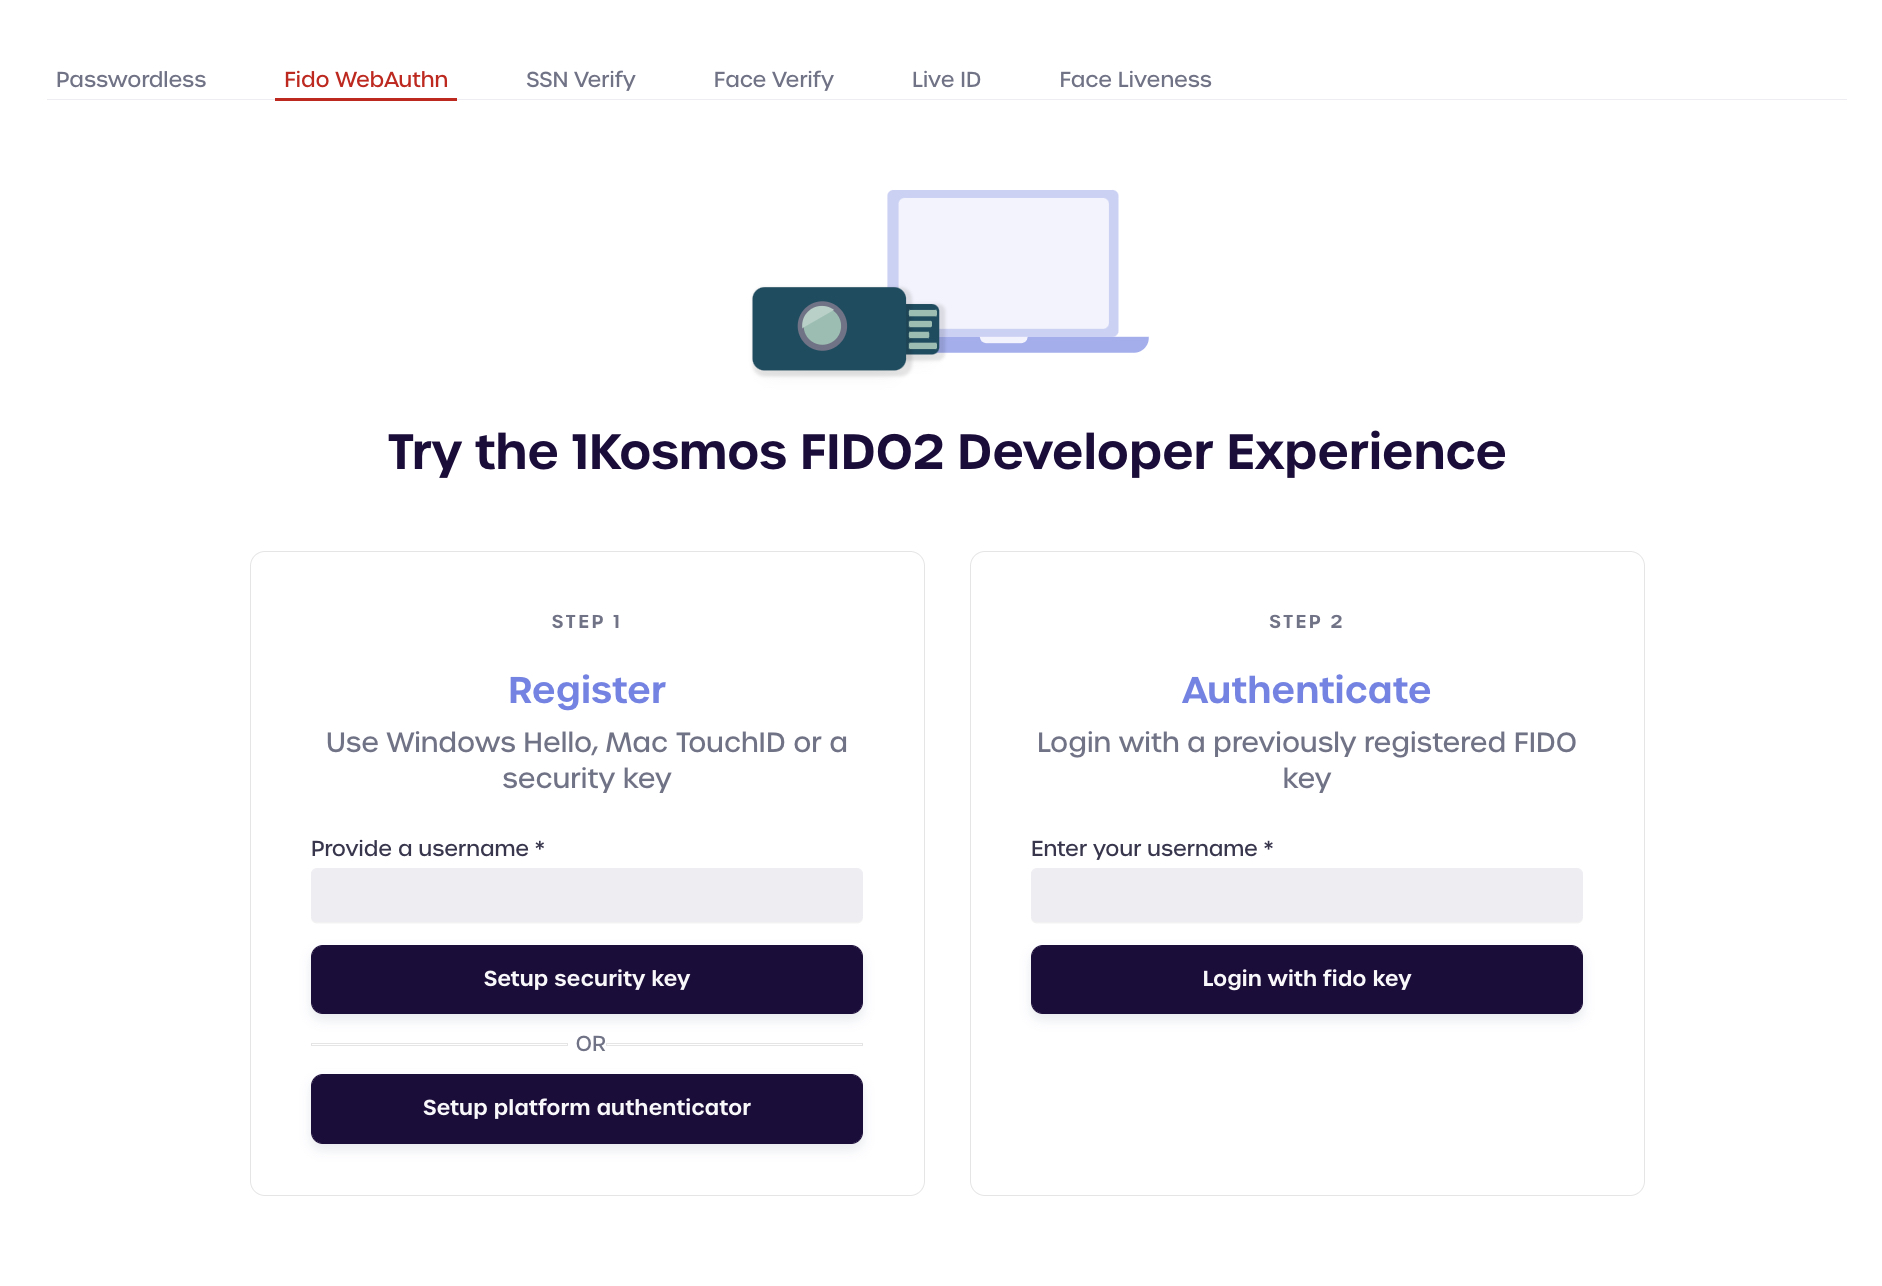 Passwordless
Fido WebAuthn
SSN Verify
Face Verify
Live ID
Face Liveness
Try the 1Kosmos FIDO2 Developer Experience
STEP 1
Register
Use Windows Hello, Mac TouchID or a
security key
Provide a username *
Setup security key
OR
Setup platform authenticator
STEP 2
Authenticate
Login with a previously registered FIDO
key
Enter your username *
Login with fido key